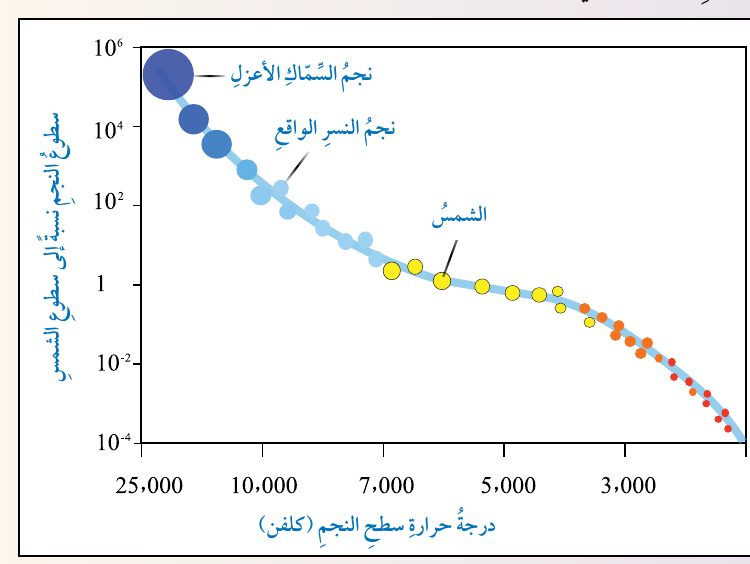 10⁶
نجمُ السِّمّاكِ الأعزلِ
نجمُ النسرِ الواقعِ
10⁴
10²
الشمسُ
1
10⁻²
10⁻⁴
سطوعُ النجمِ نسبةً إلى سطوعِ الشمسِ
25,000 10,000 7,000 5,000 3,000
درجةُ حرارةِ سطحِ النجمِ (كلفن)